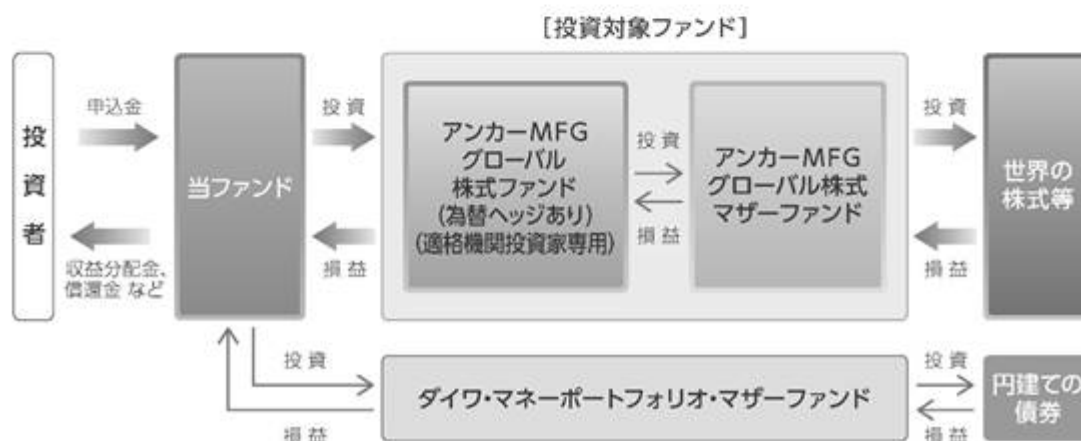 [投資対象ファンド]
投資者
申込金
収益分配金、
償還金 など
当ファンド
投資
損益
アンカーMFG
グローバル
株式ファンド
(為替ヘッジあり)
(適格機関投資家専用)
投資
損益
アンカーMFG
グローバル株式
マザーファンド
投資
損益
世界の
株式等
投資
損益
ダイワ・マネーポートフォリオ・マザーファンド
投資
損益
円建ての
債券